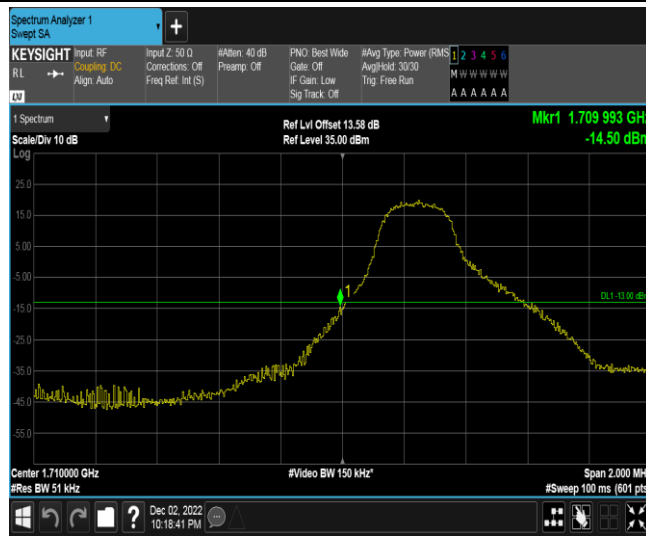 Spectrum Analyzer 1
Swept SA
+
KEYSIGHT
RL
LXI
Input: RF
Coupling: DC
Align: Auto
Input Z: 50 Ω
Corrections: Off
Freq Ref: Int (S)
#Atten: 40 dB
Preamp: Off
PNO: Best Wide
Gate: Off
IF Gain: Low
Sig Track: Off
#Avg Type: Power (RMS
Avg|Hold: 30/30
Trig: Free Run
1 2 3 4 5 6
M W W W W W
A A A A A A
1 Spectrum
Scale/Div 10 dB
Log
Ref Lvl Offset 13.58 dB
Ref Level 35.00 dBm
Mkr1 1.709 993 GHz
-14.50 dBm
25.0
15.0
5.00
-5.00
-15.0
-25.0
-35.0
-45.0
-55.0
1
DL1 -13.00 dBm
Center 1.710000 GHz
#Res BW 51 kHz
#Video BW 150 kHz*
Span 2.000 MH
#Sweep 100 ms (601 pts
?
Dec 02, 2022
10:18:41 PM